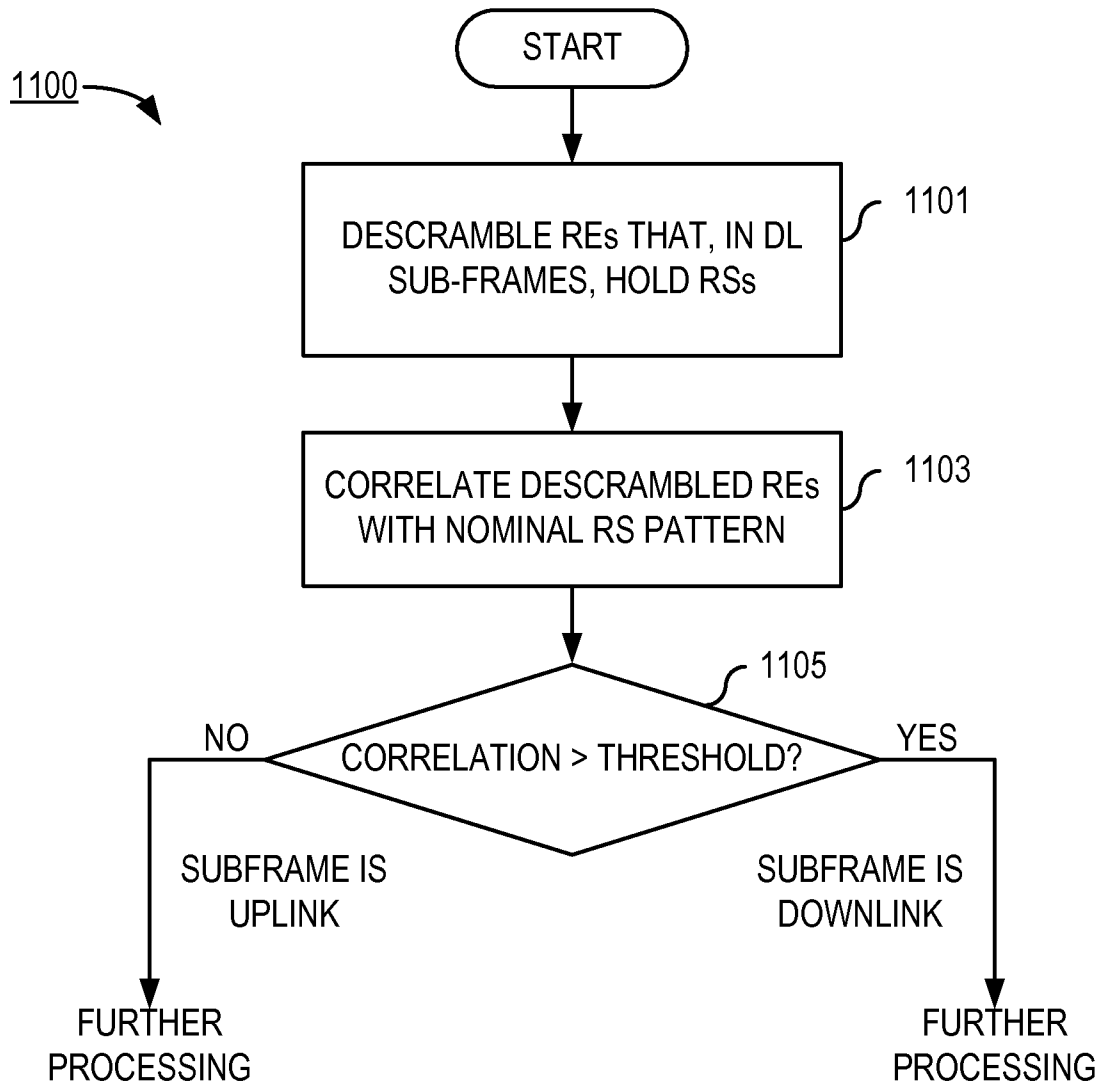 START
1100
1101
DESCRAMBLE REs THAT, IN DL
SUB-FRAMES, HOLD RSs
1103
CORRELATE DESCRAMBLED REs
WITH NOMINAL RS PATTERN
1105
NO
YES
CORRELATION > THRESHOLD?
SUBFRAME IS
UPLINK
SUBFRAME IS
DOWNLINK
FURTHER
PROCESSING
FURTHER
PROCESSING